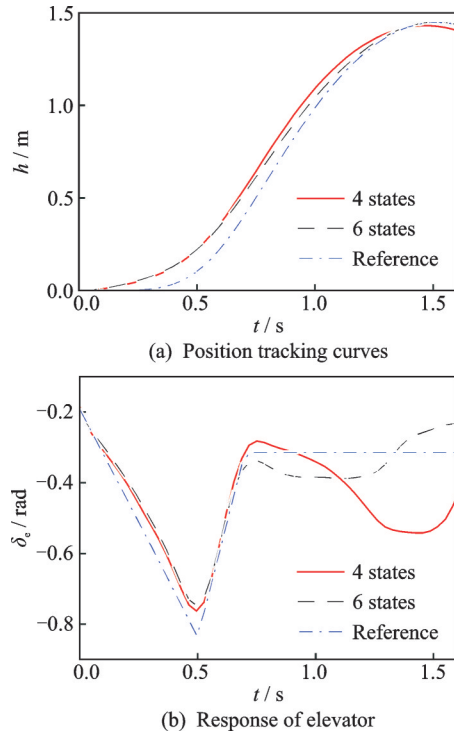 1.5
1.0
0.5
0.0
h / m
4 states
6 states
Reference
0.0 0.5 1.0 1.5
t / s
(a) Position tracking curves
−0.2
−0.4
−0.6
−0.8
δe / rad
4 states
6 states
Reference
0.0 0.5 1.0 1.5
t / s
(b) Response of elevator